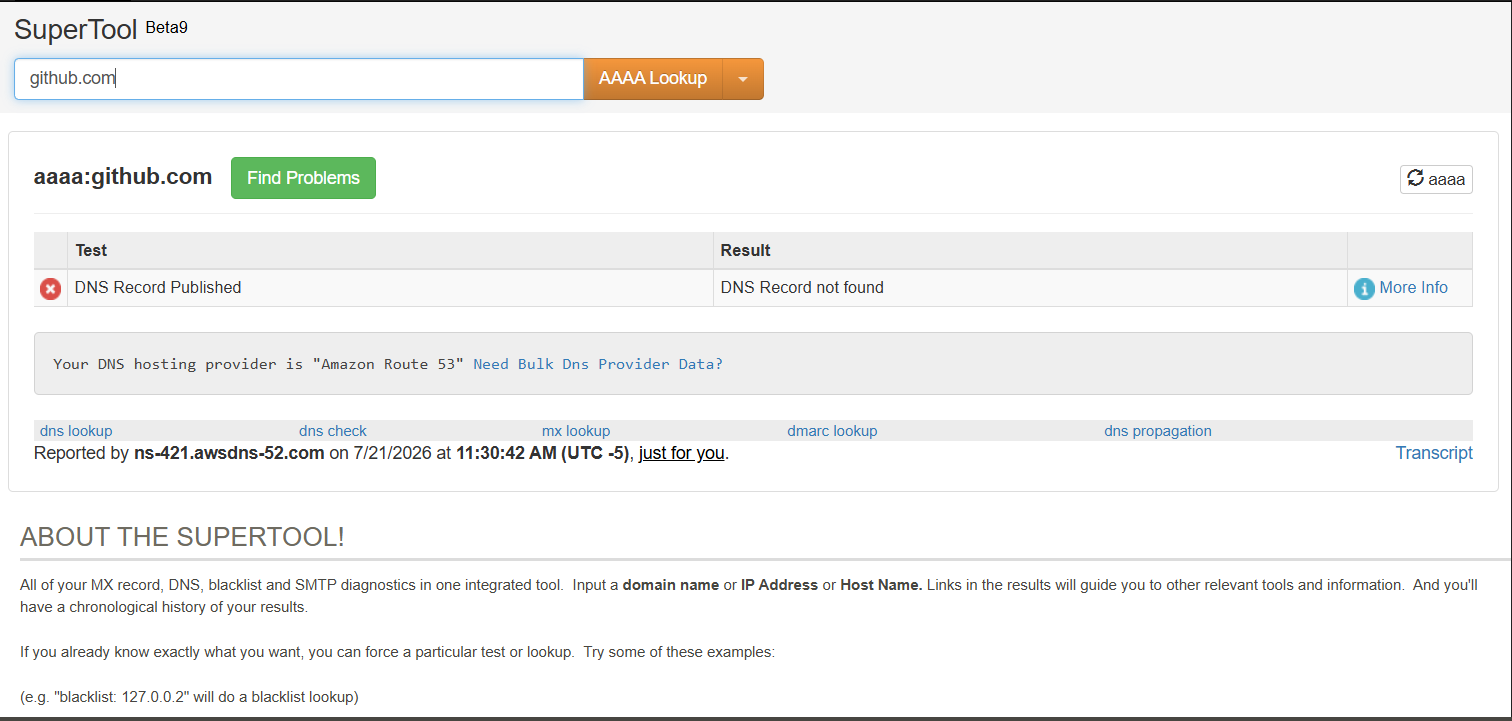 SuperTool Beta9
github.com AAAA Lookup
aaaa:github.com Find Problems aaaa
Test Result
DNS Record Published DNS Record not found More Info
Your DNS hosting provider is "Amazon Route 53" Need Bulk Dns Provider Data?
dns lookup dns check mx lookup dmarc lookup dns propagation
Reported by ns-421.awsdns-52.com on 7/21/2026 at 11:30:42 AM (UTC -5), just for you. Transcript
ABOUT THE SUPERTOOL!
All of your MX record, DNS, blacklist and SMTP diagnostics in one integrated tool.  Input a domain name or IP Address or Host Name. Links in the results will guide you to other relevant tools and information.  And you'll
have a chronological history of your results.
If you already know exactly what you want, you can force a particular test or lookup.  Try some of these examples:
(e.g. "blacklist: 127.0.0.2" will do a blacklist lookup)